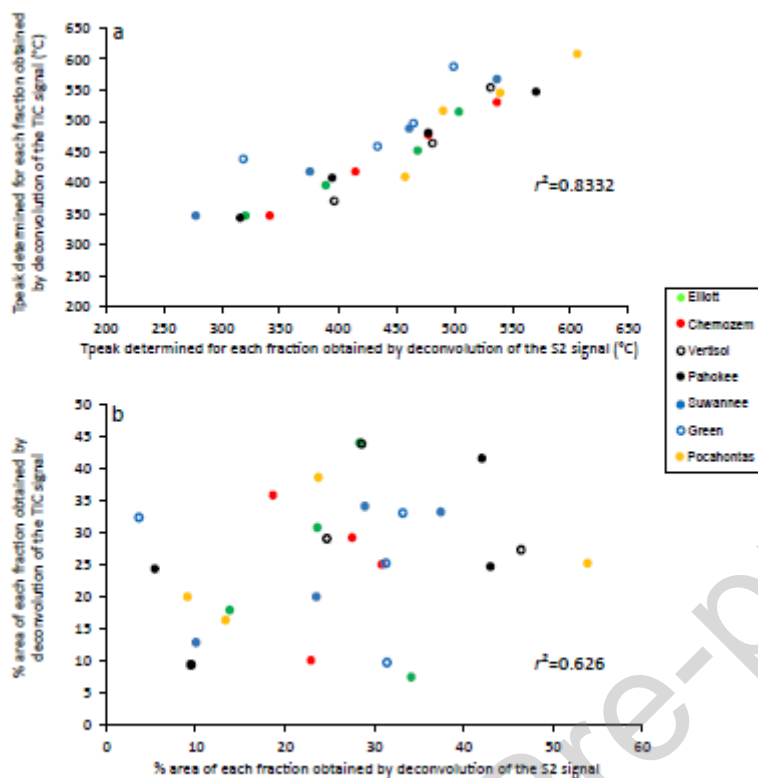 a
Tpeak determined for each fraction obtained
by deconvolution of the TIC signal (°C)
650
600
550
500
450
400
350
300
250
200
r²=0.8332
200
250
300
350
400
450
500
550
600
650
Tpeak determined for each fraction obtained by deconvolution of the S2 signal (°C)
Elliott
Chemozem
Vertisol
Pahokee
Suwannee
Green
Pocahontas
b
% area of each fraction obtained by
deconvolution of the TIC signal
50
45
40
35
30
25
20
15
10
5
0
r²=0.626
0
10
20
30
40
50
60
% area of each fraction obtained by deconvolution of the S2 signal
re-p